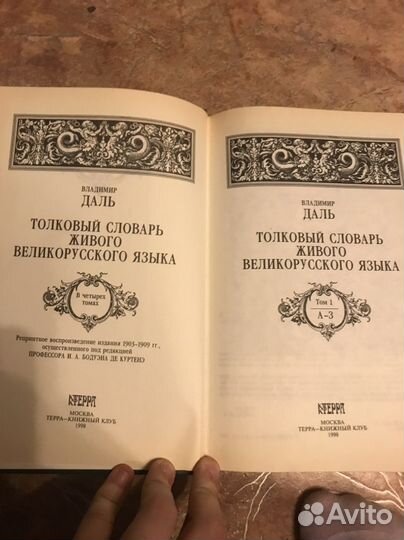 ВЛАДИМИР
ДАЛЬ
ТОЛКОВЫЙ СЛОВАРЬ
ЖИВОГО
ВЕЛИКОРУССКОГО ЯЗЫКА
В четырех
томах
Репринтное воспроизведение издания 1903-1909 гг.,
осуществленного под редакцией
ПРОФЕССОРА И. А. БОДУЭНА ДЕ КУРТЕНЭ
ТЕРРА
МОСКВА
ТЕРРА—КНИЖНЫЙ КЛУБ
1998
ВЛАДИМИР
ДАЛЬ
ТОЛКОВЫЙ СЛОВАРЬ
ЖИВОГО
ВЕЛИКОРУССКОГО ЯЗЫКА
Том 1
А-З
ТЕРРА
МОСКВА
ТЕРРА—КНИЖНЫЙ КЛУБ
1998
Avito